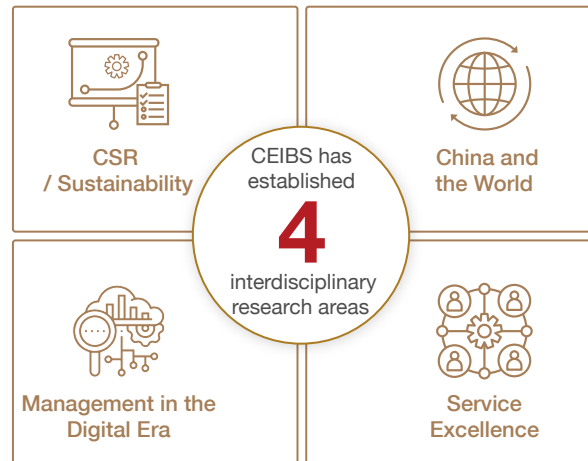 CSR
/ Sustainability
China and
the World
CEIBS has
established
4
interdisciplinary
research areas
Management in the
Digital Era
Service
Excellence